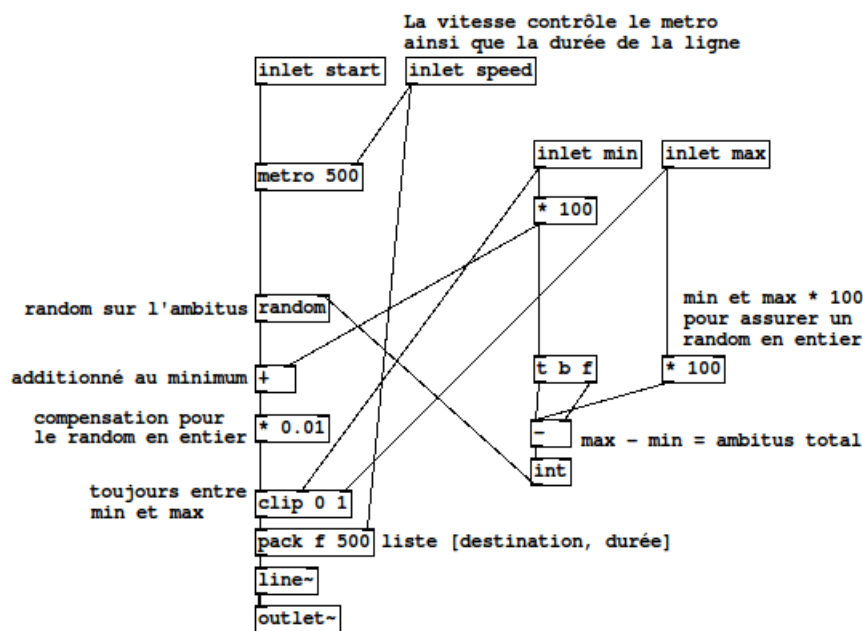 La vitesse contrôle le metro
ainsi que la durée de la ligne
inlet start
inlet speed
inlet min
inlet max
metro 500
* 100
random sur l'ambitus
random
min et max * 100
pour assurer un
random en entier
additionné au minimum
+
t b f
* 100
compensation pour
le random en entier
* 0.01
-
max - min = ambitus total
int
toujours entre
min et max
clip 0 1
pack f 500
liste [destination, durée]
line~
outlet~